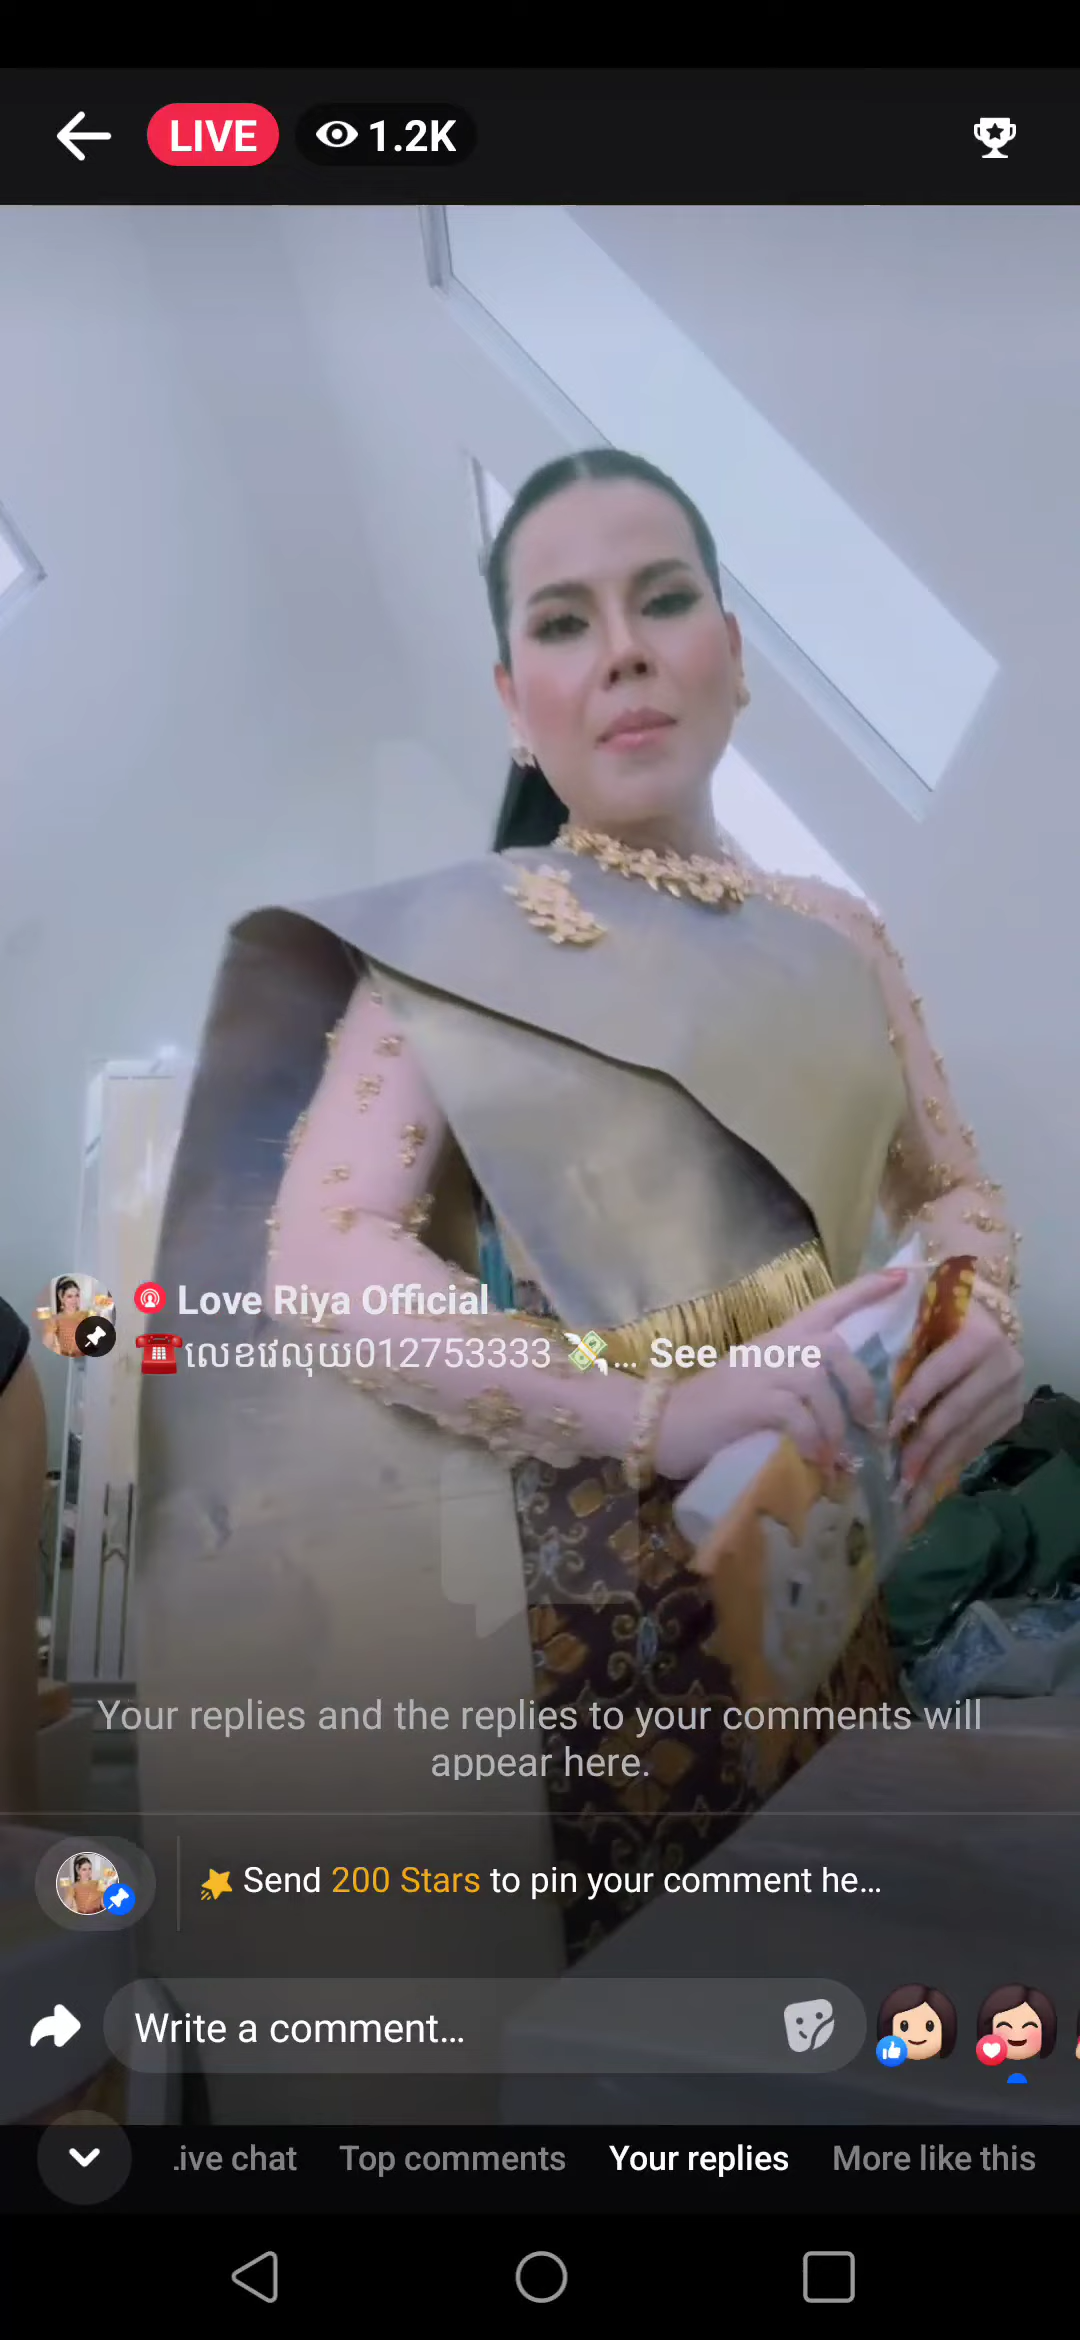 LIVE 1.2K
Love Riya Official
☎️លេខវេលុយ012753333 💸... See more
Your replies and the replies to your comments will
appear here.
Send 200 Stars to pin your comment he...
Write a comment...
.ive chat Top comments Your replies More like this